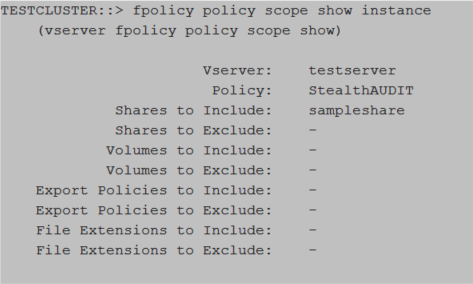 TESTCLUSTER::> fpolicy policy scope show instance
(vserver fpolicy policy scope show)
Vserver: testserver
Policy: StealthAUDIT
Shares to Include: sampleshare
Shares to Exclude: -
Volumes to Include: -
Volumes to Exclude: -
Export Policies to Include: -
Export Policies to Exclude: -
File Extensions to Include: -
File Extensions to Exclude: -